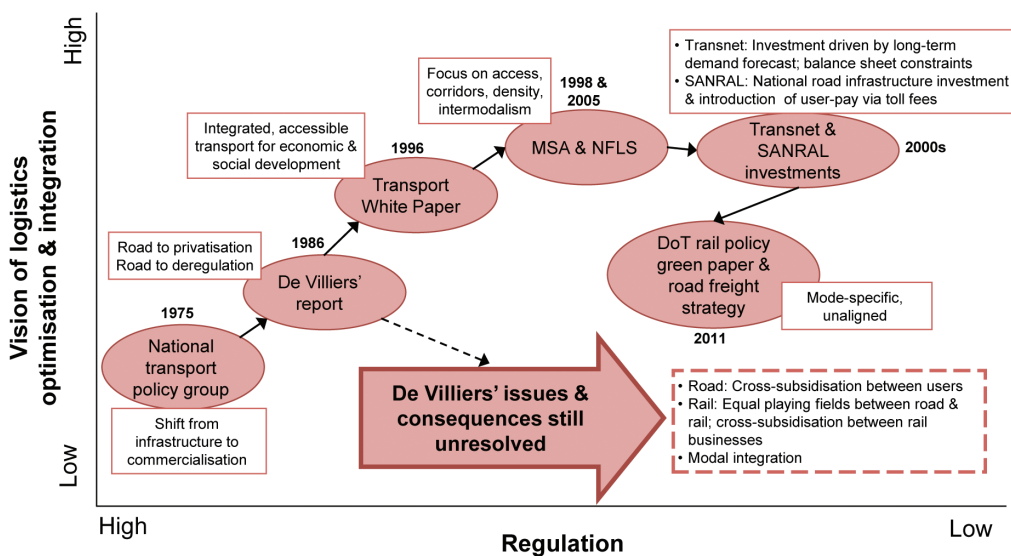 High
Vision of logistics
optimisation & integration
Low
• Transnet: Investment driven by long-term
demand forecast; balance sheet constraints
• SANRAL: National road infrastructure investment
& introduction of user-pay via toll fees
Focus on access,
corridors, density,
intermodalism
1998 &
2005
MSA & NFLS
Transnet &
SANRAL
investments
2000s
Integrated, accessible
transport for economic &
social development
1996
Transport
White Paper
Road to privatisation
Road to deregulation
1986
De Villiers'
report
DoT rail policy
green paper &
road freight
strategy
Mode-specific,
unaligned
2011
1975
National
transport
policy group
Shift from
infrastructure to
commercialisation
De Villiers' issues &
consequences still
unresolved
• Road: Cross-subsidisation between users
• Rail: Equal playing fields between road &
rail; cross-subsidisation between rail
businesses
• Modal integration
High
Regulation
Low